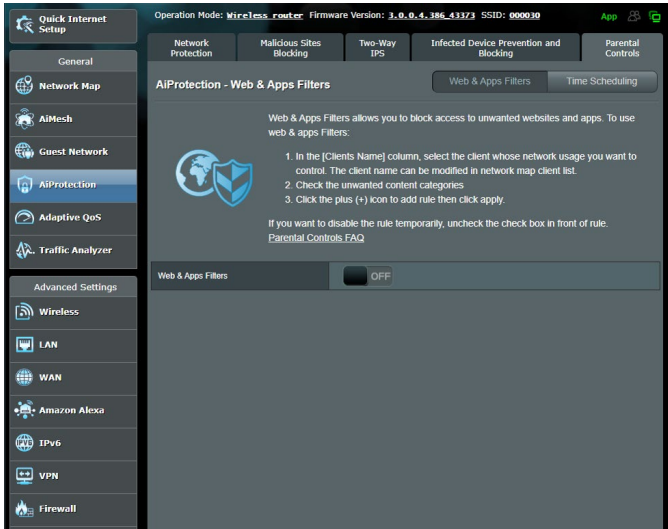 Quick Internet
Setup
Operation Mode: Wireless router Firmware Version: 3.0.0.4.386_43373 SSID: 000030
App
General
Network Map
AiMesh
Guest Network
AiProtection
Adaptive QoS
Traffic Analyzer
Advanced Settings
Wireless
LAN
WAN
Amazon Alexa
IPv6
VPN
Firewall
Network
Protection
Malicious Sites
Blocking
Two-Way
IPS
Infected Device Prevention and
Blocking
Parental
Controls
AiProtection - Web & Apps Filters
Web & Apps Filters
Time Scheduling
Web & Apps Filters allows you to block access to unwanted websites and apps. To use
web & apps Filters:
1. In the [Clients Name] column, select the client whose network usage you want to
control. The client name can be modified in network map client list.
2. Check the unwanted content categories
3. Click the plus (+) icon to add rule then click apply.
If you want to disable the rule temporarily, uncheck the check box in front of rule.
Parental Controls FAQ
Web & Apps Filters
OFF